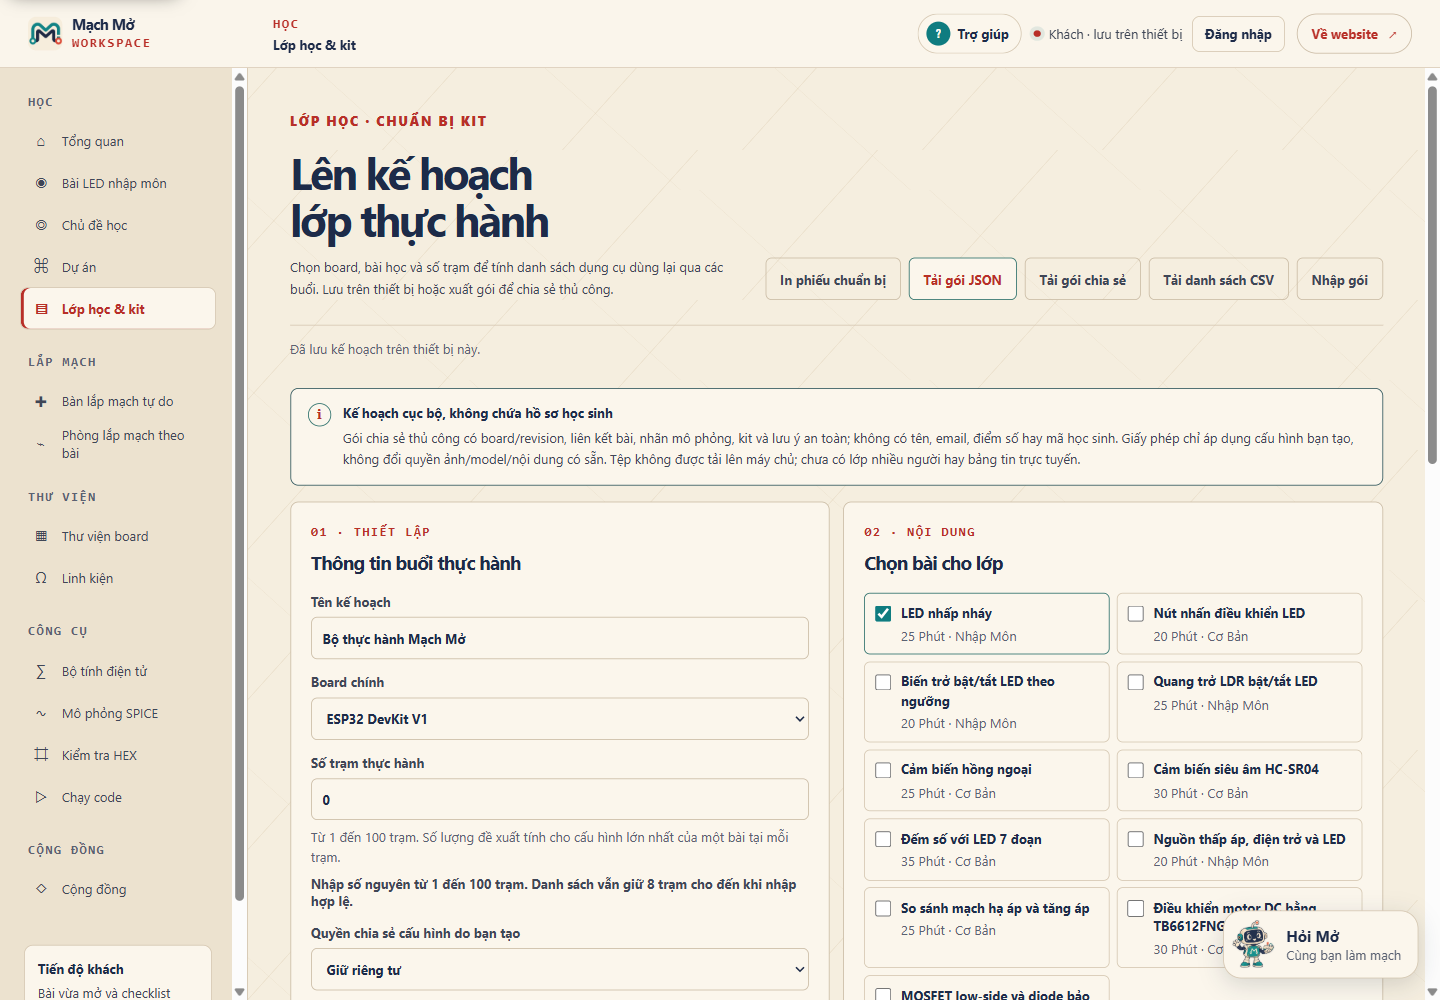 Mạch Mở
WORKSPACE
HỌC
Lớp học & kit
? Trợ giúp
Khách · lưu trên thiết bị
Đăng nhập
Về website ↗
HỌC
Tổng quan
Bài LED nhập môn
Chủ đề học
Dự án
Lớp học & kit
LẮP MẠCH
Bàn lắp mạch tự do
Phòng lắp mạch theo
bài
THƯ VIỆN
Thư viện board
Linh kiện
CÔNG CỤ
Bộ tính điện tử
Mô phỏng SPICE
Kiểm tra HEX
Chạy code
CỘNG ĐỒNG
Cộng đồng
Tiến độ khách
Bài vừa mở và checklist
LỚP HỌC · CHUẨN BỊ KIT
Lên kế hoạch
lớp thực hành
Chọn board, bài học và số trạm để tính danh sách dụng cụ dùng lại qua các
buổi. Lưu trên thiết bị hoặc xuất gói để chia sẻ thủ công.
In phiếu chuẩn bị
Tải gói JSON
Tải gói chia sẻ
Tải danh sách CSV
Nhập gói
Đã lưu kế hoạch trên thiết bị này.
i
Kế hoạch cục bộ, không chứa hồ sơ học sinh
Gói chia sẻ thủ công có board/revision, liên kết bài, nhãn mô phỏng, kit và lưu ý an toàn; không có tên, email, điểm số hay mã học sinh. Giấy phép chỉ áp dụng cấu hình bạn tạo,
không đổi quyền ảnh/model/nội dung có sẵn. Tệp không được tải lên máy chủ; chưa có lớp nhiều người hay bảng tin trực tuyến.
01 · THIẾT LẬP
Thông tin buổi thực hành
Tên kế hoạch
Bộ thực hành Mạch Mở
Board chính
ESP32 DevKit V1
Số trạm thực hành
0
Từ 1 đến 100 trạm. Số lượng đề xuất tính cho cấu hình lớn nhất của một bài tại mỗi
trạm.
Nhập số nguyên từ 1 đến 100 trạm. Danh sách vẫn giữ 8 trạm cho đến khi nhập
hợp lệ.
Quyền chia sẻ cấu hình do bạn tạo
Giữ riêng tư
02 · NỘI DUNG
Chọn bài cho lớp
LED nhấp nháy
25 Phút · Nhập Môn
Nút nhấn điều khiển LED
20 Phút · Cơ Bản
Biến trở bật/tắt LED theo
ngưỡng
20 Phút · Nhập Môn
Quang trở LDR bật/tắt LED
25 Phút · Nhập Môn
Cảm biến hồng ngoại
25 Phút · Cơ Bản
Cảm biến siêu âm HC-SR04
30 Phút · Cơ Bản
Đếm số với LED 7 đoạn
35 Phút · Cơ Bản
Nguồn thấp áp, điện trở và LED
20 Phút · Nhập Môn
So sánh mạch hạ áp và tăng áp
25 Phút · Cơ Bản
Điều khiển motor DC bằng
TB6612FNG
30 Phút · Cơ Bản
MOSFET low-side và diode bảo
Hỏi Mở
Cùng bạn làm mạch